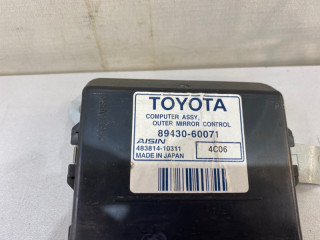 TOYOTA
COMPUTER ASSY,
OUTER MIRROR CONTROL
89430-60071
AISIN
483814-10311
4C06
MADE IN JAPAN